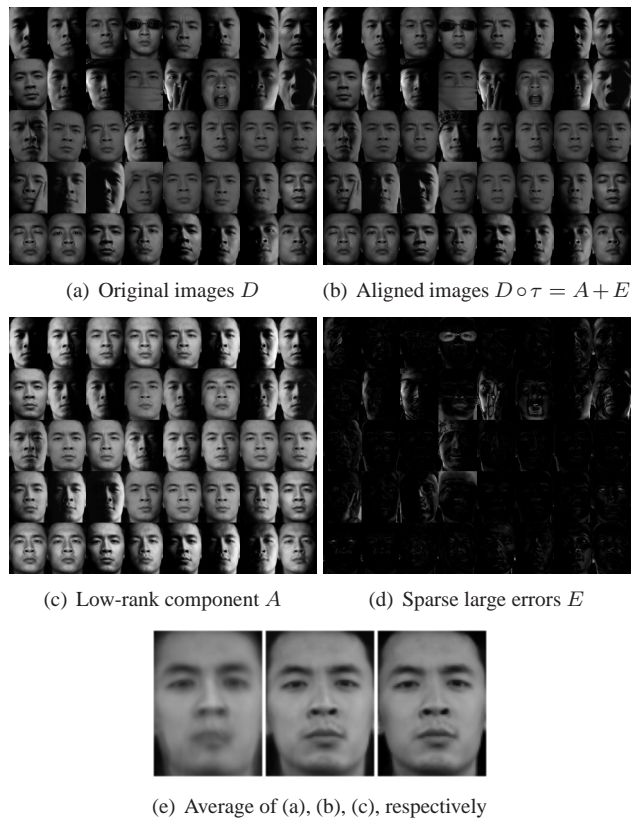 (a) Original images D
(b) Aligned images D ∘ τ = A + E
(c) Low-rank component A
(d) Sparse large errors E
(e) Average of (a), (b), (c), respectively